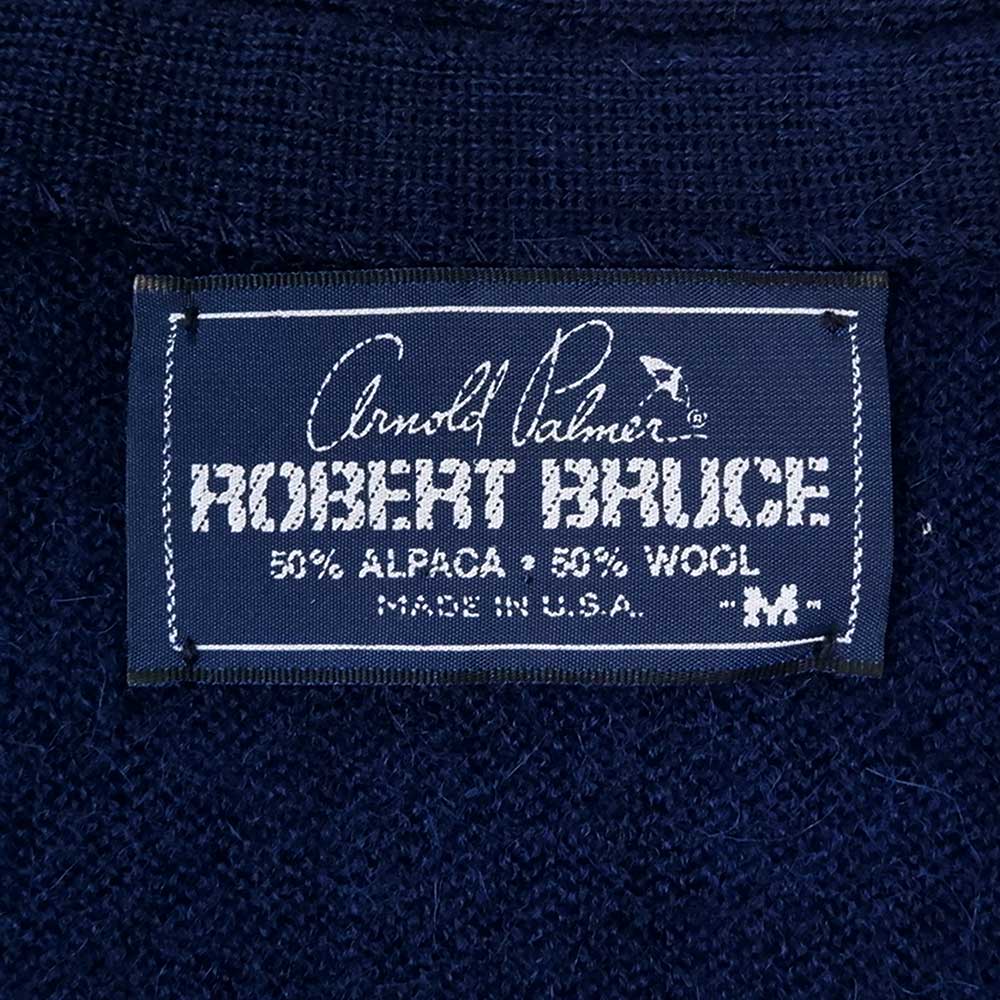 Arnold Palmer ®
ROBERT BRUCE
50% ALPACA • 50% WOOL
MADE IN U.S.A.
-M-